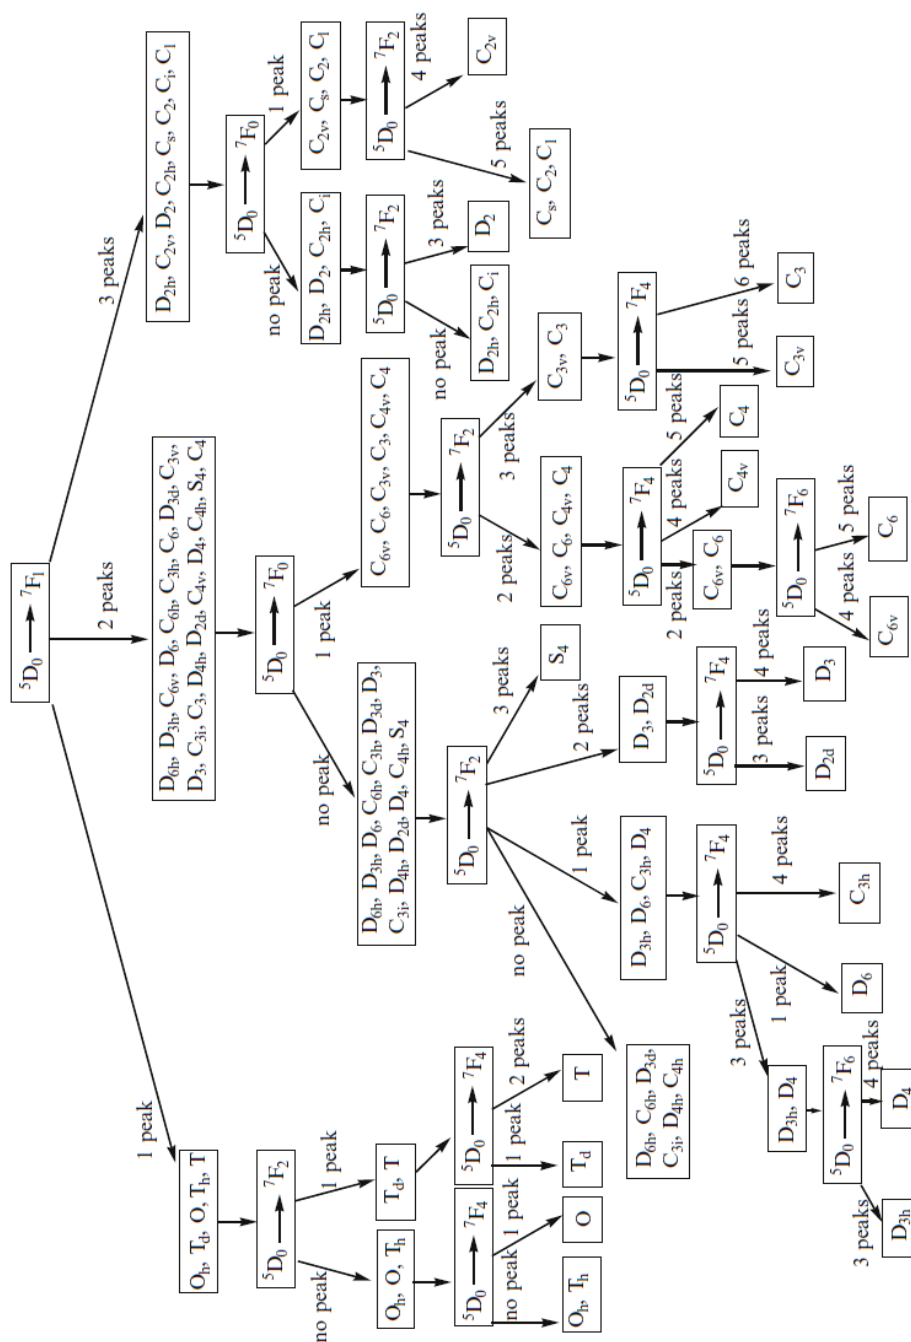 ⁵D₀ → ⁷F₁
1 peak
2 peaks
3 peaks
Oₕ, T_d, O, Tₕ, T
D₆ₕ, D₃ₕ, C₆ᵥ, D₆, C₆ₕ, C₃ₕ, C₆, D₃d, C₃ᵥ,
D₃, C₃ᵢ, C₃, D₄ₕ, D₂d, C₄ᵥ, D₄, C₄ₕ, S₄, C₄
D₂ₕ, C₂ᵥ, D₂, C₂ₕ, Cₛ, C₂, Cᵢ, C₁
⁵D₀ → ⁷F₂
no peak
1 peak
Oₕ, O, Tₕ
T_d, T
⁵D₀ → ⁷F₄
no peak
1 peak
Oₕ, Tₕ
O
⁵D₀ → ⁷F₄
1 peak
2 peaks
T_d
T
⁵D₀ → ⁷F₀
no peak
1 peak
D₆ₕ, D₃ₕ, D₆, C₆ₕ, C₃ₕ, D₃d, D₃,
C₃ᵢ, D₄ₕ, D₂d, D₄, C₄ₕ, S₄
C₆ᵥ, C₆, C₃ᵥ, C₃, C₄ᵥ, C₄
⁵D₀ → ⁷F₂
no peak
1 peak
2 peaks
3 peaks
D₆ₕ, C₆ₕ, D₃d,
C₃ᵢ, D₄ₕ, C₄ₕ
D₃ₕ, D₆, C₃ₕ, D₄
D₃, D₂d
S₄
⁵D₀ → ⁷F₄
3 peaks
1 peak
4 peaks
D₃ₕ, D₄
D₆
C₃ₕ
⁵D₀ → ⁷F₆
3 peaks
4 peaks
D₃ₕ
D₄
⁵D₀ → ⁷F₄
3 peaks
4 peaks
D₂d
D₃
⁵D₀ → ⁷F₂
2 peaks
3 peaks
C₆ᵥ, C₆, C₄ᵥ, C₄
C₃ᵥ, C₃
⁵D₀ → ⁷F₄
2 peaks
4 peaks
5 peaks
C₆ᵥ, C₆
C₄ᵥ
C₄
⁵D₀ → ⁷F₆
4 peaks
5 peaks
C₆ᵥ
C₆
⁵D₀ → ⁷F₄
5 peaks
6 peaks
C₃ᵥ
C₃
⁵D₀ → ⁷F₀
no peak
1 peak
D₂ₕ, D₂, C₂ₕ, Cᵢ
C₂ᵥ, Cₛ, C₂, C₁
⁵D₀ → ⁷F₂
no peak
3 peaks
D₂ₕ, C₂ₕ, Cᵢ
D₂
⁵D₀ → ⁷F₂
5 peaks
4 peaks
Cₛ, C₂, C₁
C₂ᵥ